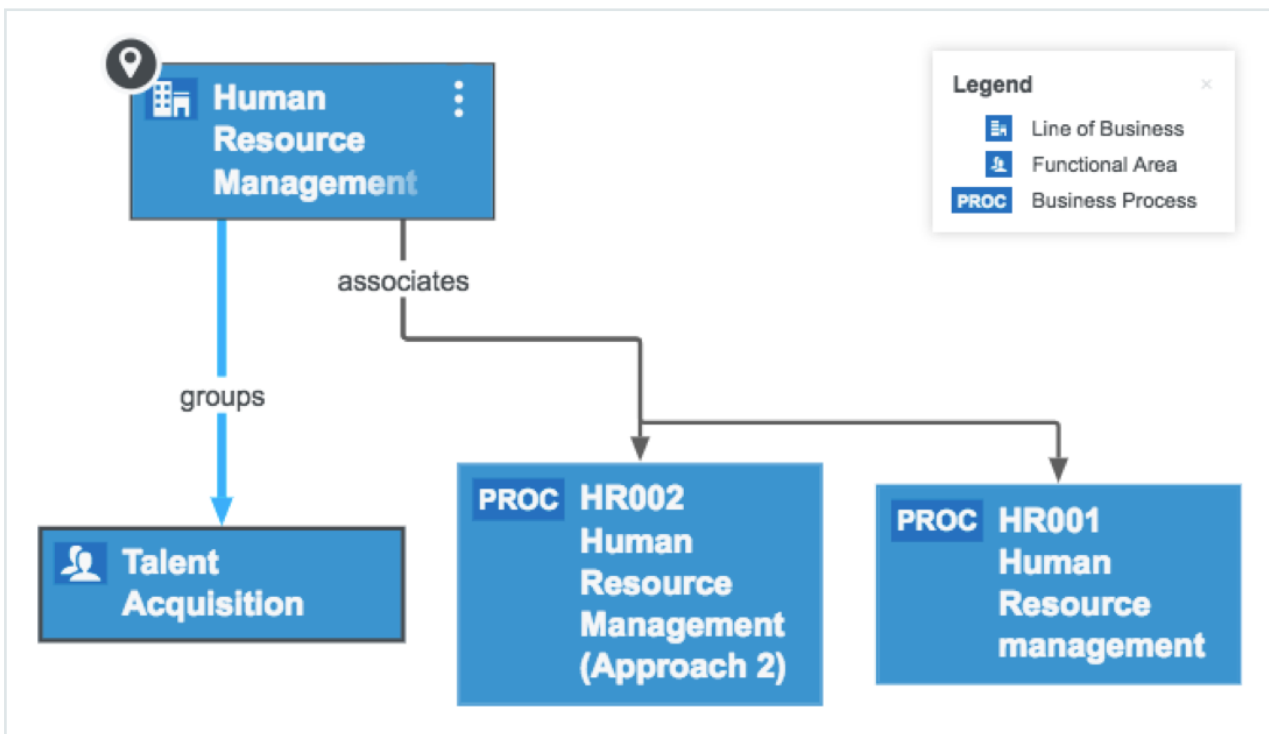 Human
Resource
Management
Legend
×
Line of Business
Functional Area
PROC Business Process
associates
groups
Talent
Acquisition
PROC HR002
Human
Resource
Management
(Approach 2)
PROC HR001
Human
Resource
management